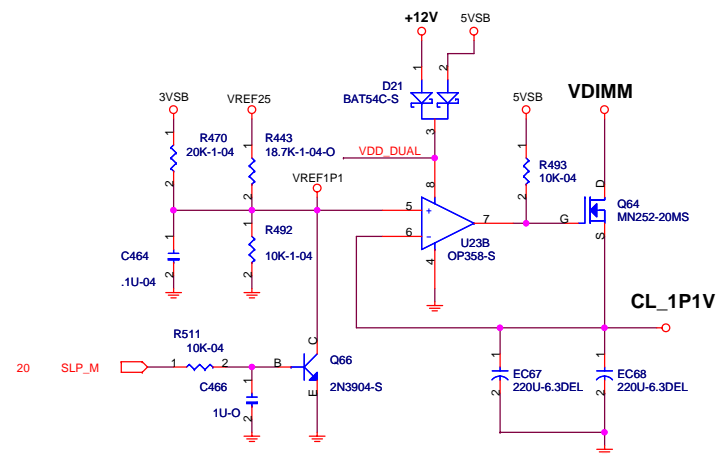 +12V
5VSB
1
2
D21
BAT54C-S
3
3VSB
VREF25
5VSB
VDIMM
1
R470
20K-1-04
2
1
R443
18.7K-1-04-O
2
VDD_DUAL
VREF1P1
1
R493
10K-04
2
D
Q64
MN252-20MS
G
S
8
5
+
6
-
7
U23B
OP358-S
4
1
C464
.1U-04
2
1
R492
10K-1-04
2
CL_1P1V
R511
10K-04
20
SLP_M
1
2
B
C
Q66
2N3904-S
E
C466
1
1U-O
2
1
EC67
220U-6.3DEL
2
1
EC68
220U-6.3DEL
2